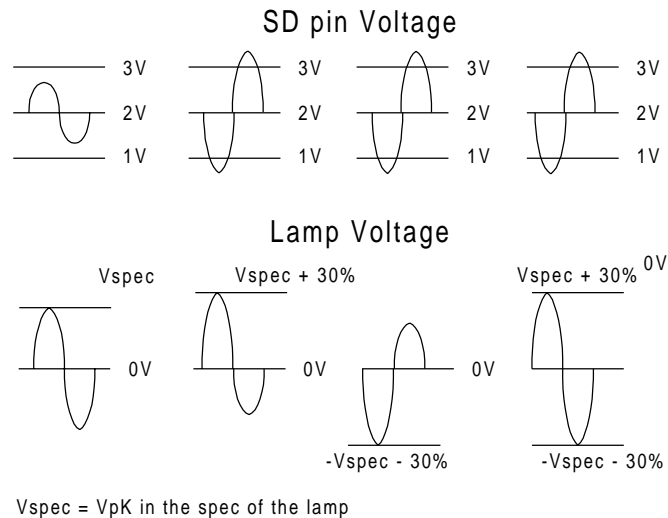 SD pin Voltage
3V 3V 3V 3V
2V 2V 2V 2V
1V 1V 1V 1V
Lamp Voltage
Vspec Vspec + 30% Vspec + 30% 0V
0V 0V 0V
-Vspec - 30% -Vspec - 30%
Vspec = VpK in the spec of the lamp